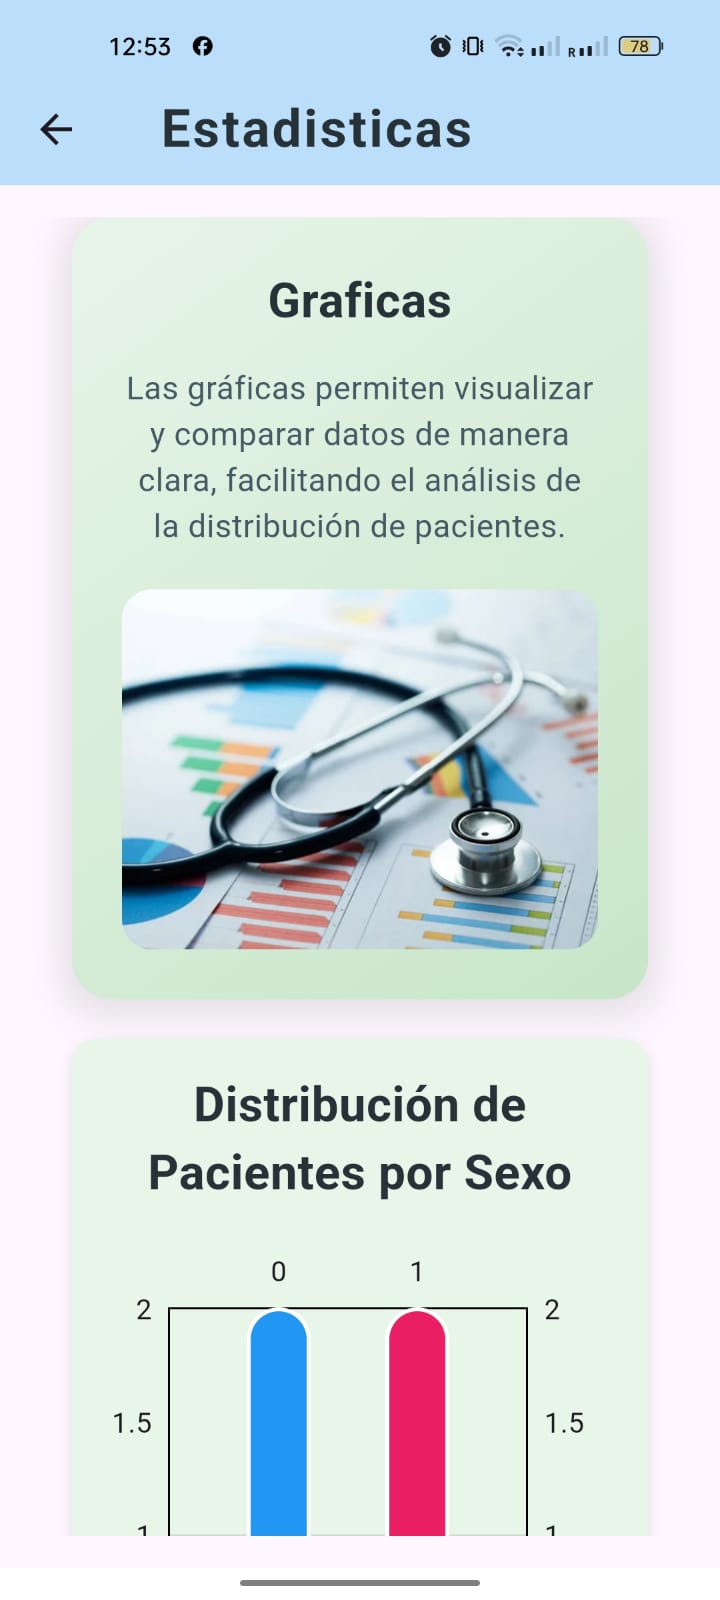 12:53
R
78
Estadisticas
Graficas
Las gráficas permiten visualizar
y comparar datos de manera
clara, facilitando el análisis de
la distribución de pacientes.
Distribución de
Pacientes por Sexo
0 1
2 2
1.5 1.5
1 1